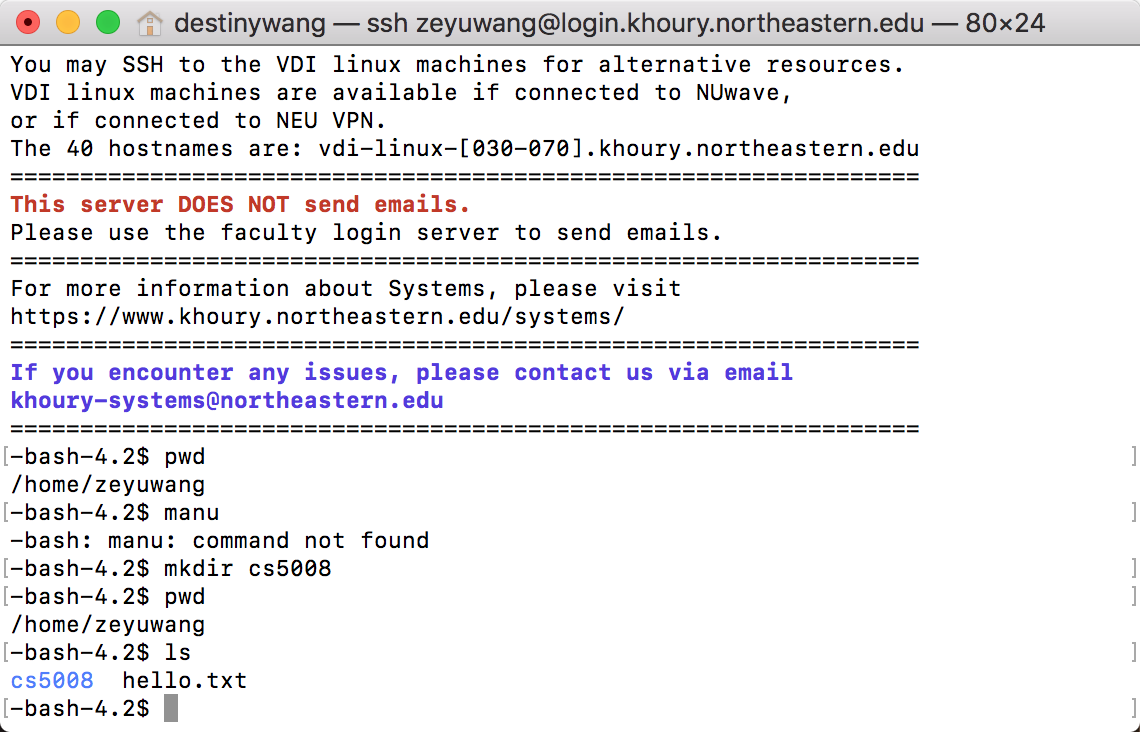 destinywang — ssh zeyuwang@login.khoury.northeastern.edu — 80×24
You may SSH to the VDI linux machines for alternative resources.
VDI linux machines are available if connected to NUwave,
or if connected to NEU VPN.
The 40 hostnames are: vdi-linux-[030-070].khoury.northeastern.edu
=================================================================
This server DOES NOT send emails.
Please use the faculty login server to send emails.
=================================================================
For more information about Systems, please visit
https://www.khoury.northeastern.edu/systems/
=================================================================
If you encounter any issues, please contact us via email
khoury-systems@northeastern.edu
=================================================================
[-bash-4.2$ pwd ]
/home/zeyuwang
[-bash-4.2$ manu ]
-bash: manu: command not found
[-bash-4.2$ mkdir cs5008 ]
[-bash-4.2$ pwd ]
/home/zeyuwang
[-bash-4.2$ ls ]
cs5008  hello.txt
[-bash-4.2$ ]